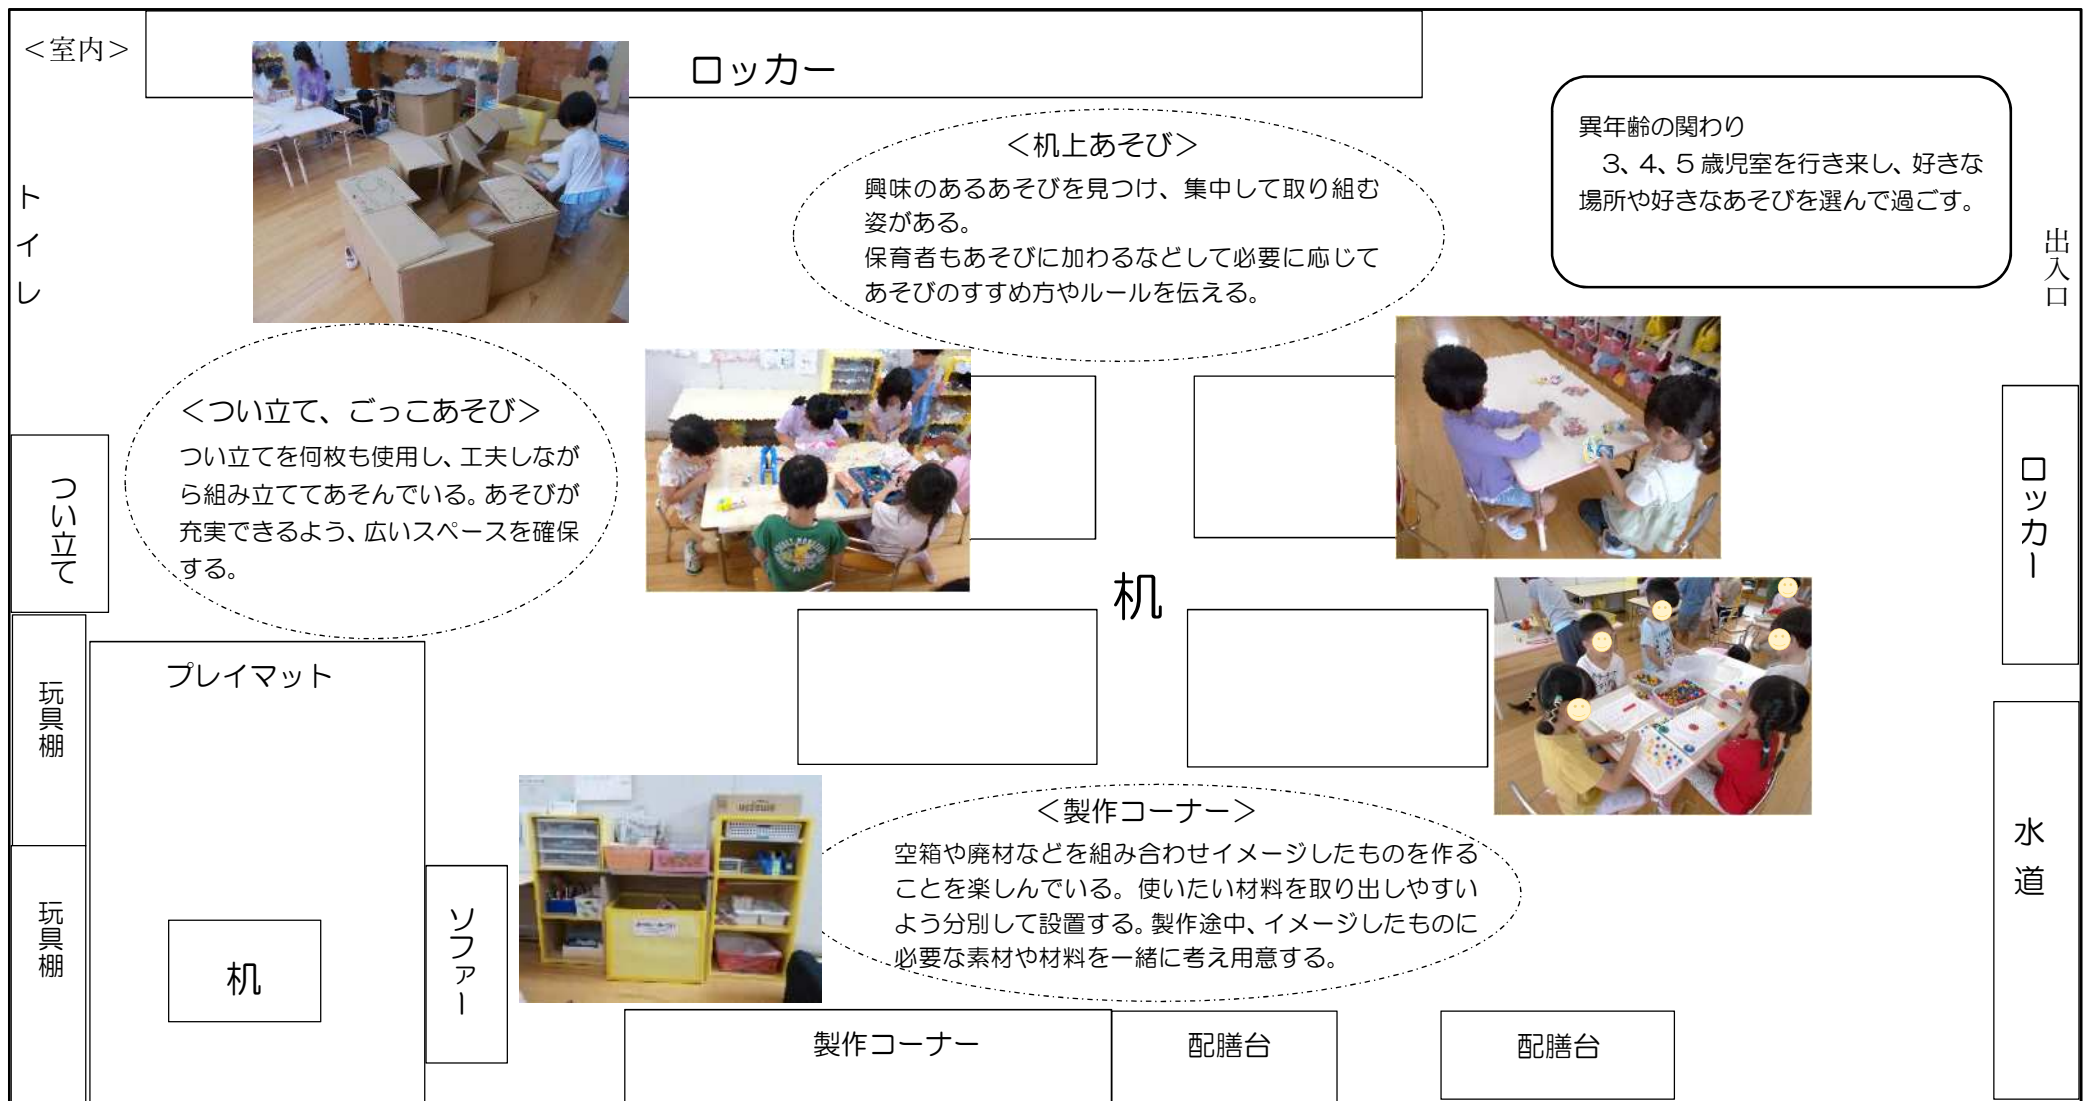 ＜室内＞
ロッカー
異年齢の関わり
3、4、5歳児室を行き来し、好きな
場所や好きなあそびを選んで過ごす。
＜机上あそび＞
興味のあるあそびを見つけ、集中して取り組む
姿がある。
保育者もあそびに加わるなどして必要に応じて
あそびのすすめ方やルールを伝える。
トイレ
出入口
＜つい立て、ごっこあそび＞
つい立てを何枚も使用し、工夫しなが
ら組み立ててあそんでいる。あそびが
充実できるよう、広いスペースを確保
する。
つい立て
ロッカー
机
プレイマット
玩具棚
玩具棚
机
ソファー
＜製作コーナー＞
空箱や廃材などを組み合わせイメージしたものを作る
ことを楽しんでいる。使いたい材料を取り出しやすい
よう分別して設置する。製作途中、イメージしたものに
必要な素材や材料を一緒に考え用意する。
水道
製作コーナー
配膳台
配膳台